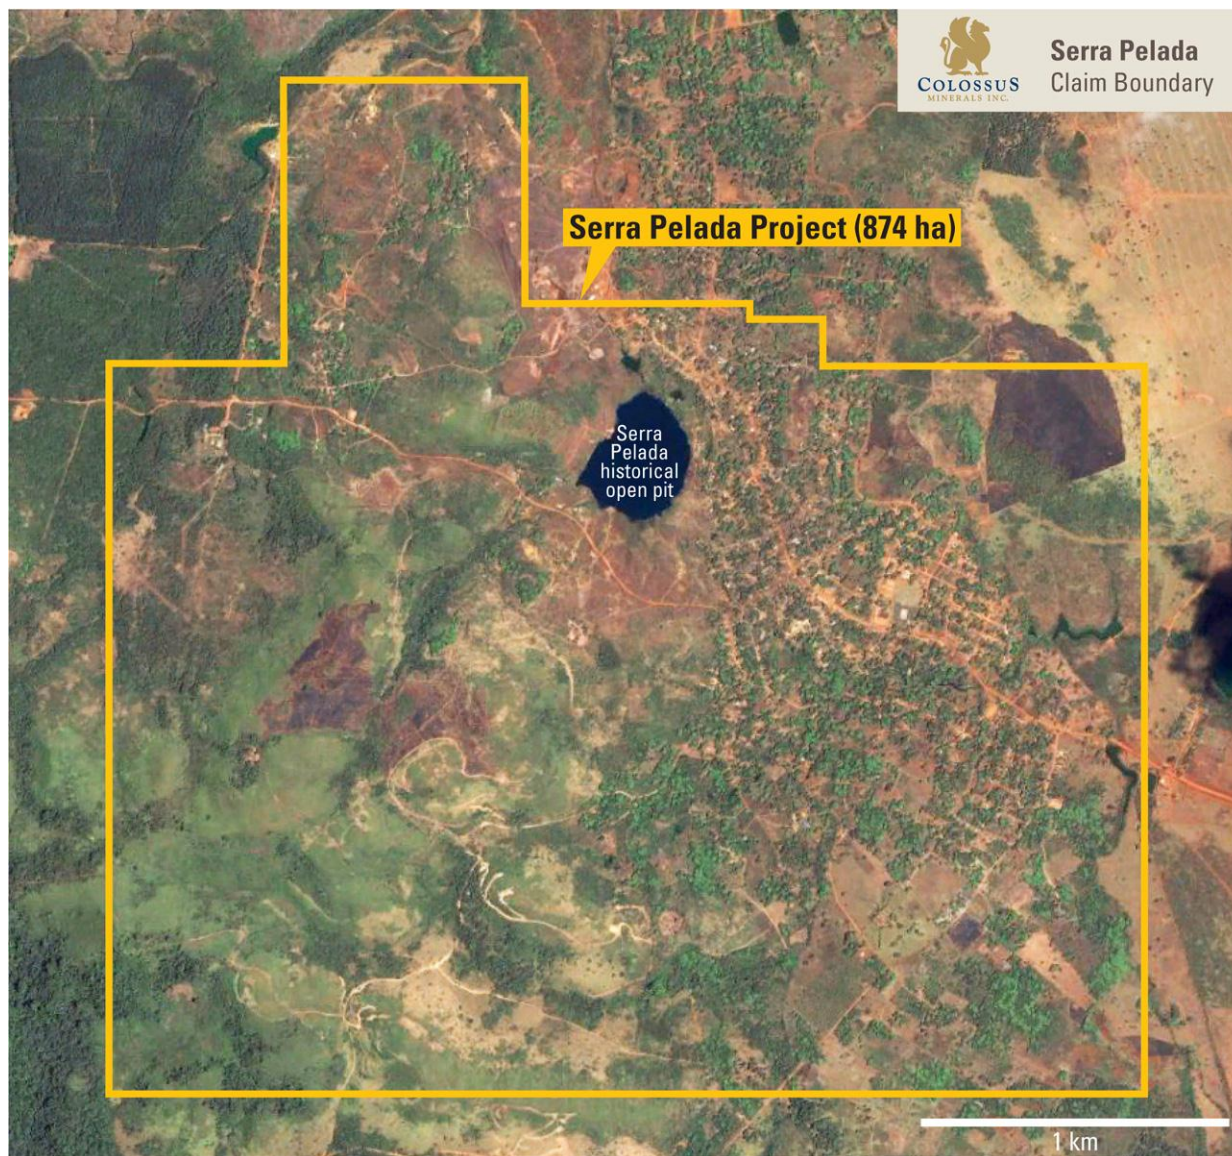 COLOSSUS
MINERALS INC.
Serra Pelada
Claim Boundary
Serra Pelada Project (874 ha)
Serra
Pelada
historical
open pit
1 km